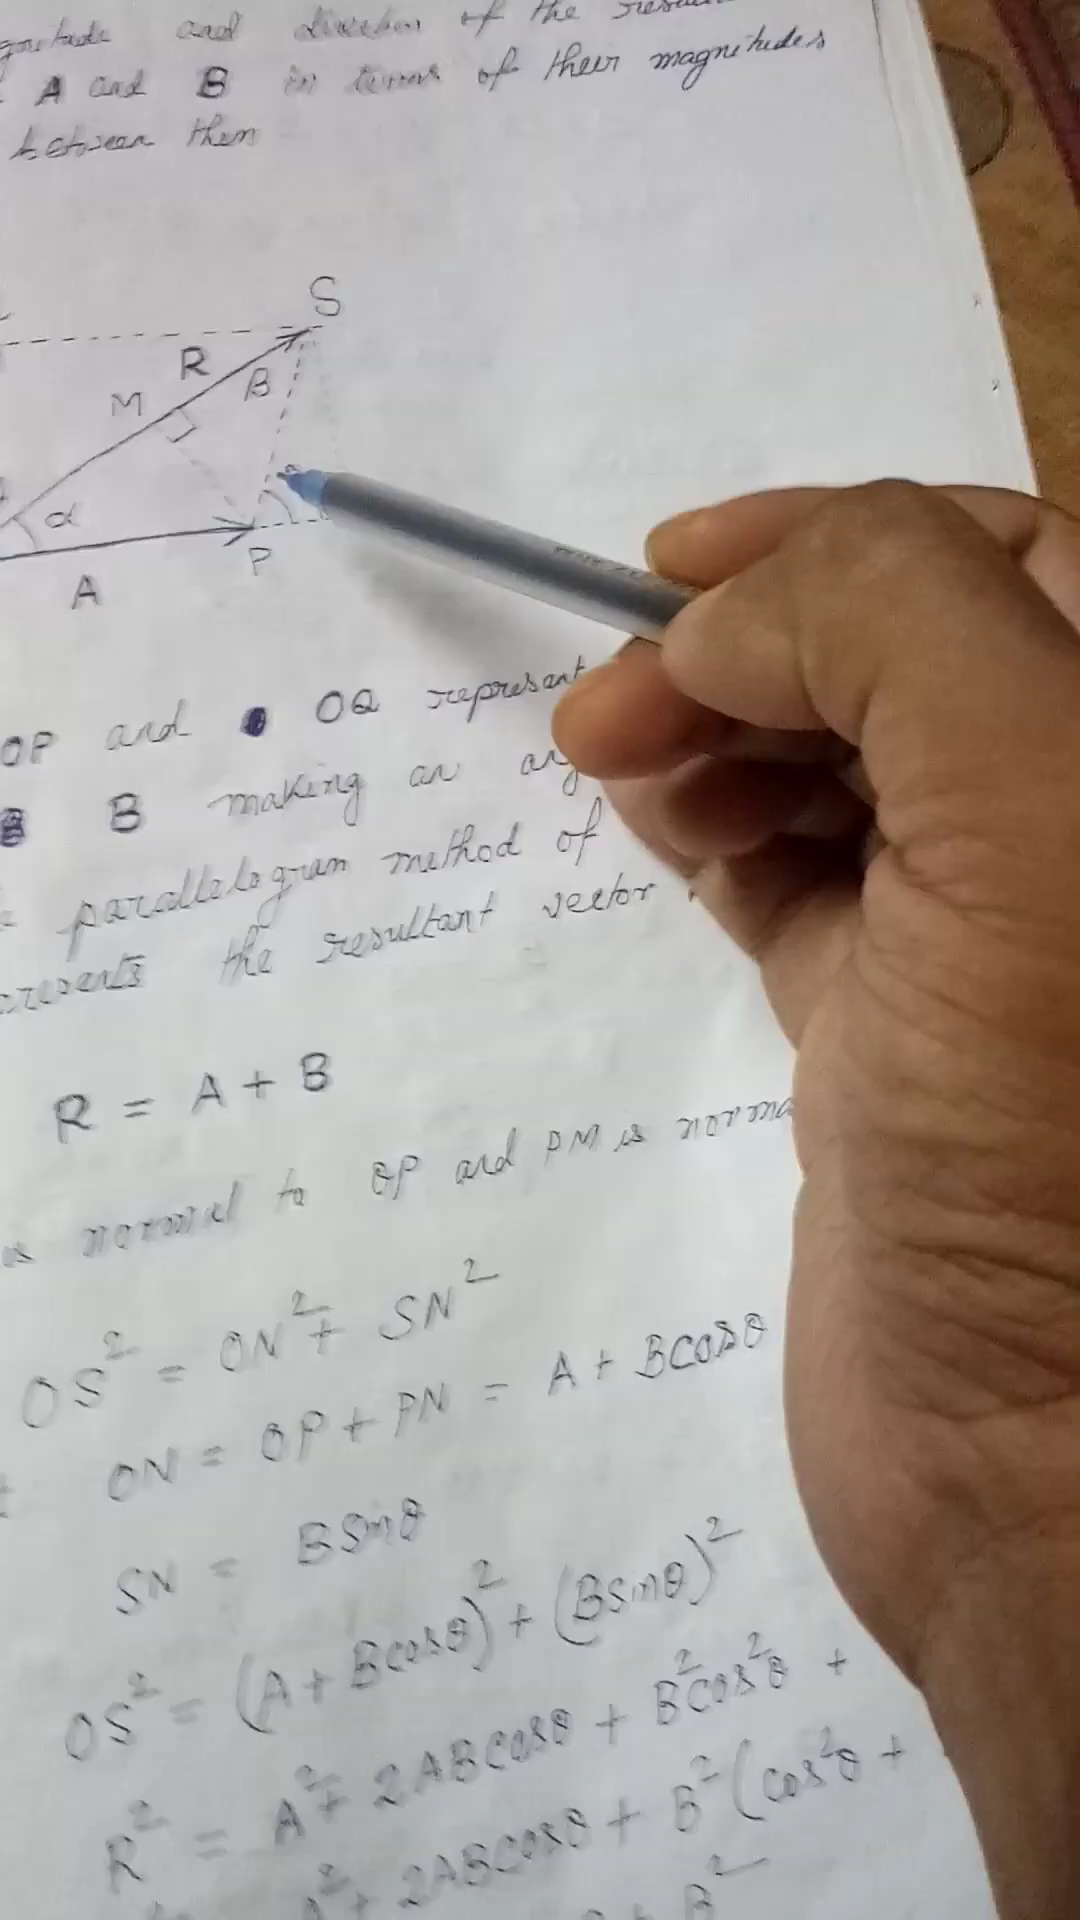 and direction of the
A and B in terms of their magnitudes
between them
S
R
β
M
α
P
A
OP and OQ represent
B making an
parallelogram method of
the resultant vector
R = A + B
normal to OP and PM is
OS² = ON² + SN²
ON = OP + PN = A + Bcosθ
SN = Bsinθ
OS² = (A + Bcosθ)² + (Bsinθ)²
R² = A² + 2ABcosθ + B²cos²θ +
A² + 2ABcosθ + B²(cos²θ +
+ B²